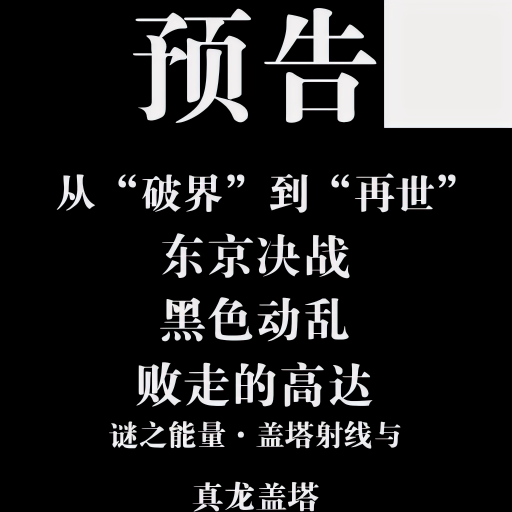 预告
从“破界”到“再世”
东京决战
黑色动乱
败走的高达
谜之能量·盖塔射线与
真龙盖塔